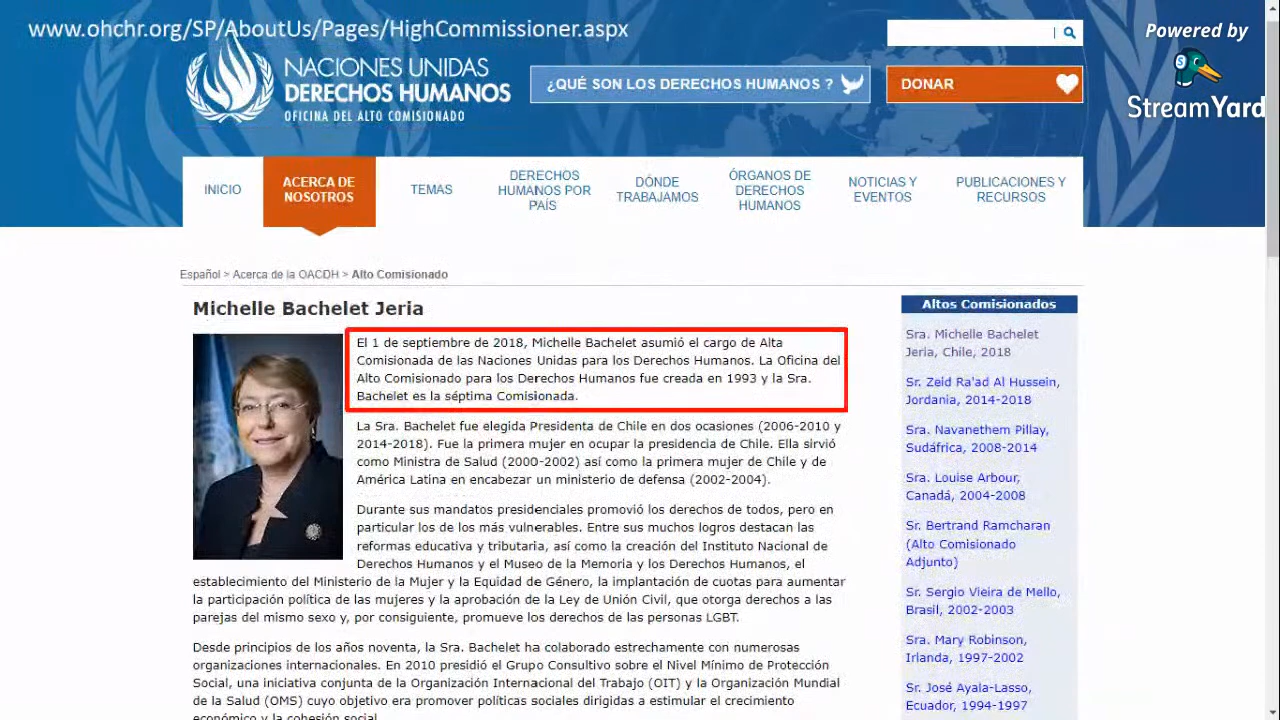 www.ohchr.org/SP/AboutUs/Pages/HighCommissioner.aspx
Powered by
StreamYard
NACIONES UNIDAS
DERECHOS HUMANOS
OFICINA DEL ALTO COMISIONADO
¿QUÉ SON LOS DERECHOS HUMANOS ?
DONAR
INICIO
ACERCA DE
NOSOTROS
TEMAS
DERECHOS
HUMANOS POR
PAÍS
DÓNDE
TRABAJAMOS
ÓRGANOS DE
DERECHOS
HUMANOS
NOTICIAS Y
EVENTOS
PUBLICACIONES Y
RECURSOS
Español > Acerca de la OACDH > Alto Comisionado
Michelle Bachelet Jeria
El 1 de septiembre de 2018, Michelle Bachelet asumió el cargo de Alta
Comisionada de las Naciones Unidas para los Derechos Humanos. La Oficina del
Alto Comisionado para los Derechos Humanos fue creada en 1993 y la Sra.
Bachelet es la séptima Comisionada.
La Sra. Bachelet fue elegida Presidenta de Chile en dos ocasiones (2006-2010 y
2014-2018). Fue la primera mujer en ocupar la presidencia de Chile. Ella sirvió
como Ministra de Salud (2000-2002) así como la primera mujer de Chile y de
América Latina en encabezar un ministerio de defensa (2002-2004).
Durante sus mandatos presidenciales promovió los derechos de todos, pero en
particular los de los más vulnerables. Entre sus muchos logros destacan las
reformas educativa y tributaria, así como la creación del Instituto Nacional de
Derechos Humanos y el Museo de la Memoria y los Derechos Humanos, el
establecimiento del Ministerio de la Mujer y la Equidad de Género, la implantación de cuotas para aumentar
la participación política de las mujeres y la aprobación de la Ley de Unión Civil, que otorga derechos a las
parejas del mismo sexo y, por consiguiente, promueve los derechos de las personas LGBT.
Desde principios de los años noventa, la Sra. Bachelet ha colaborado estrechamente con numerosas
organizaciones internacionales. En 2010 presidió el Grupo Consultivo sobre el Nivel Mínimo de Protección
Social, una iniciativa conjunta de la Organización Internacional del Trabajo (OIT) y la Organización Mundial
de la Salud (OMS) cuyo objetivo era promover políticas sociales dirigidas a estimular el crecimiento
económico y la cohesión social.
Altos Comisionados
Sra. Michelle Bachelet
Jeria, Chile, 2018
Sr. Zeid Ra'ad Al Hussein,
Jordania, 2014-2018
Sra. Navanethem Pillay,
Sudáfrica, 2008-2014
Sra. Louise Arbour,
Canadá, 2004-2008
Sr. Bertrand Ramcharan
(Alto Comisionado
Adjunto)
Sr. Sergio Vieira de Mello,
Brasil, 2002-2003
Sra. Mary Robinson,
Irlanda, 1997-2002
Sr. José Ayala-Lasso,
Ecuador, 1994-1997